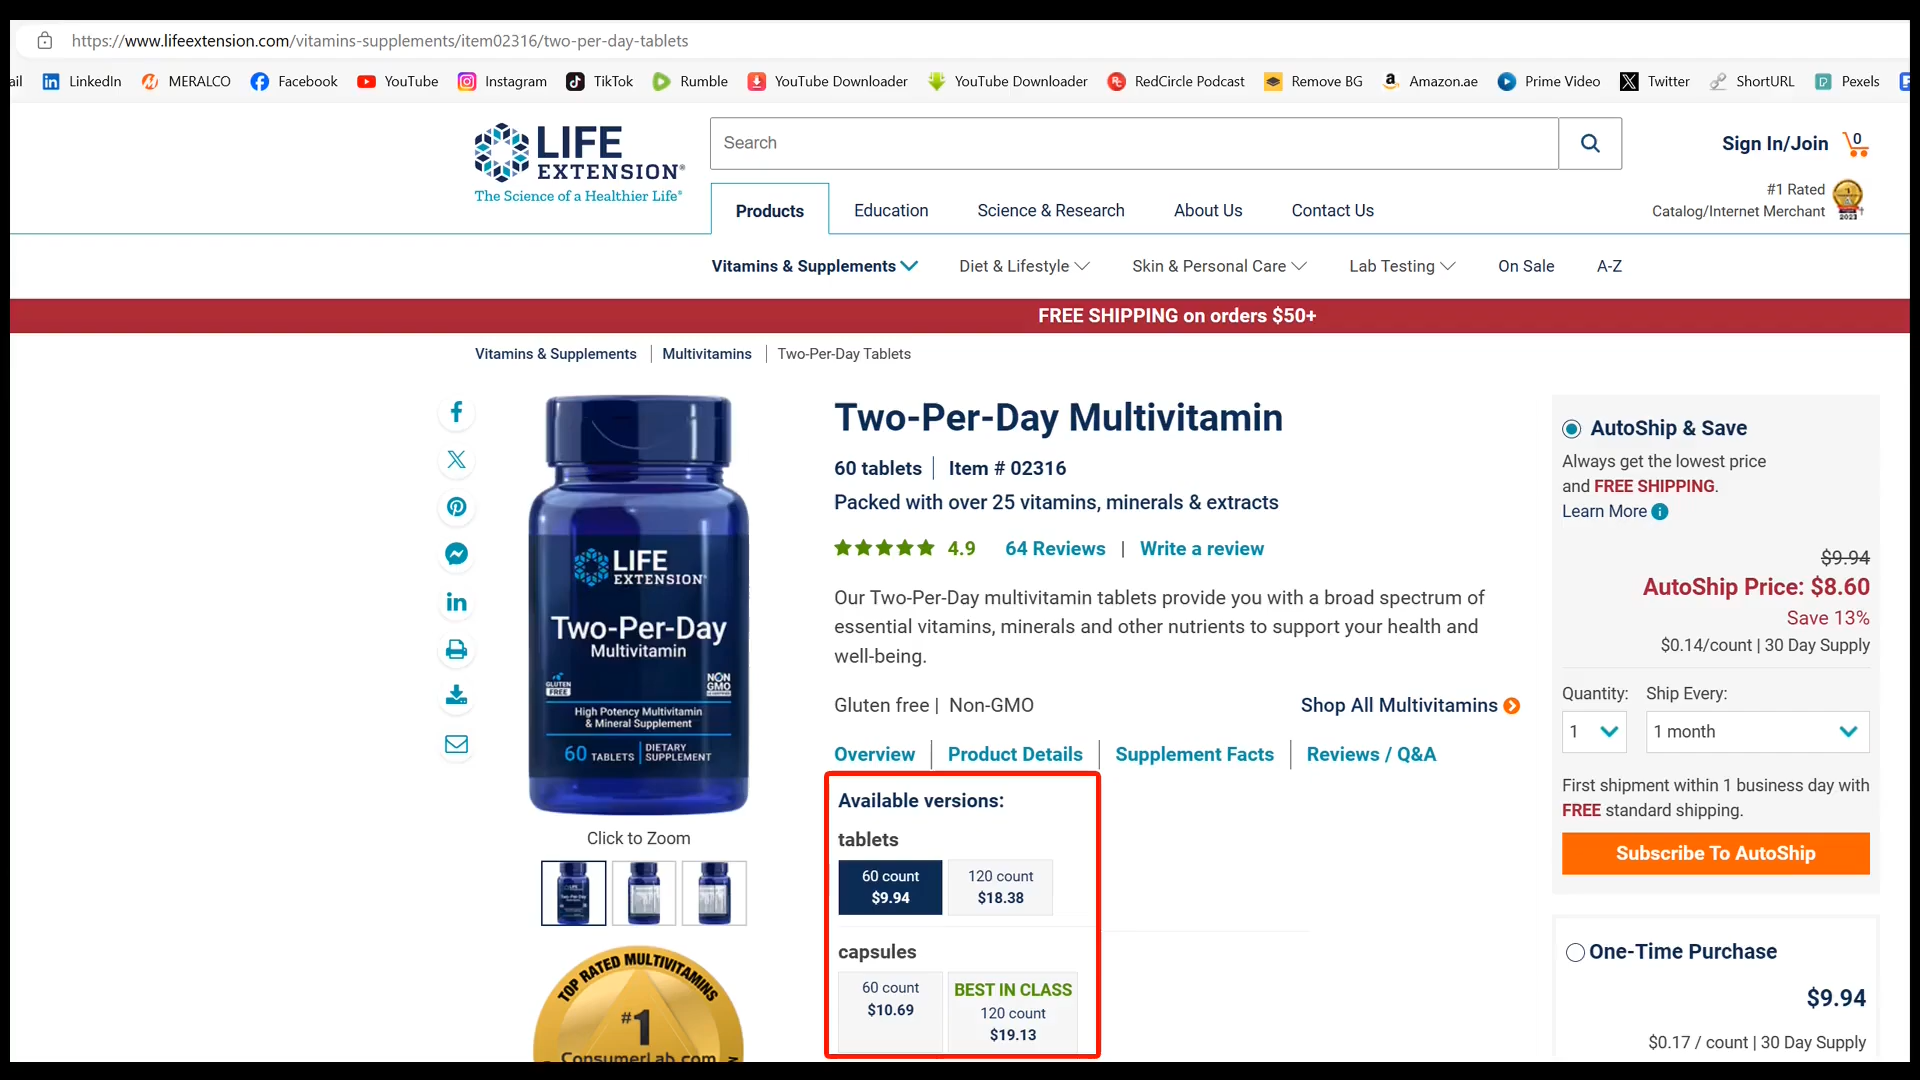 https://www.lifeextension.com/vitamins-supplements/item02316/two-per-day-tablets
ail LinkedIn MERALCO Facebook YouTube Instagram TikTok Rumble YouTube Downloader YouTube Downloader RedCircle Podcast Remove BG Amazon.ae Prime Video Twitter ShortURL Pexels
LIFE
EXTENSION®
The Science of a Healthier Life®
Search
Sign In/Join 0
#1 Rated
Catalog/Internet Merchant
2023
Products Education Science & Research About Us Contact Us
Vitamins & Supplements Diet & Lifestyle Skin & Personal Care Lab Testing On Sale A-Z
FREE SHIPPING on orders $50+
Vitamins & Supplements Multivitamins Two-Per-Day Tablets
LIFE
EXTENSION®
Two-Per-Day
Multivitamin
GLUTEN
FREE
NON
GMO
High Potency Multivitamin
& Mineral Supplement
60 TABLETS DIETARY
SUPPLEMENT
Click to Zoom
TOP RATED MULTIVITAMINS
#1
ConsumerLab.com
Two-Per-Day Multivitamin
60 tablets Item # 02316
Packed with over 25 vitamins, minerals & extracts
4.9 64 Reviews | Write a review
Our Two-Per-Day multivitamin tablets provide you with a broad spectrum of
essential vitamins, minerals and other nutrients to support your health and
well-being.
Gluten free | Non-GMO Shop All Multivitamins
Overview Product Details Supplement Facts Reviews / Q&A
Available versions:
tablets
60 count
$9.94
120 count
$18.38
capsules
60 count
$10.69
BEST IN CLASS
120 count
$19.13
AutoShip & Save
Always get the lowest price
and FREE SHIPPING.
Learn More
$9.94
AutoShip Price: $8.60
Save 13%
$0.14/count | 30 Day Supply
Quantity: Ship Every:
1 1 month
First shipment within 1 business day with
FREE standard shipping.
Subscribe To AutoShip
One-Time Purchase
$9.94
$0.17 / count | 30 Day Supply